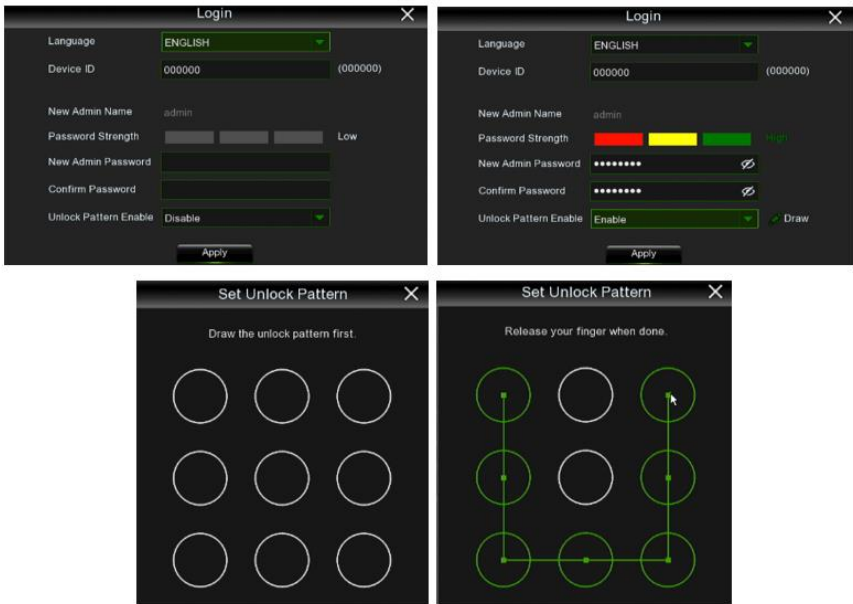 Login
Language ENGLISH
Device ID 000000 (000000)
New Admin Name admin
Password Strength Low
New Admin Password
Confirm Password
Unlock Pattern Enable Disable
Apply
Login
Language ENGLISH
Device ID 000000 (000000)
New Admin Name admin
Password Strength High
New Admin Password ••••••••
Confirm Password ••••••••
Unlock Pattern Enable Enable Draw
Apply
Set Unlock Pattern
Draw the unlock pattern first.
Set Unlock Pattern
Release your finger when done.